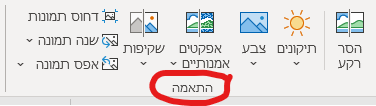 הסר רקע
תיקונים
צבע
אפקטים אמנותיים
שקיפות
דחוס תמונות
שנה תמונה
אפס תמונה
התאמה